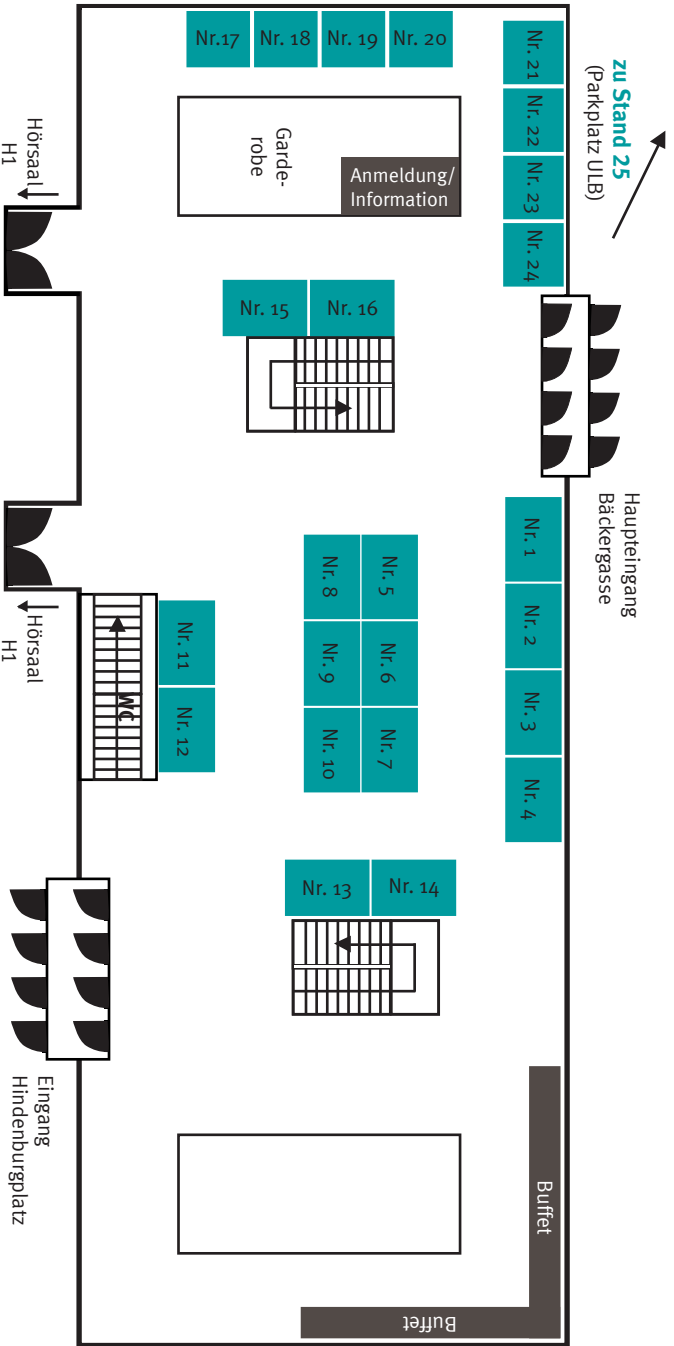 Nr.17
Nr. 18
Nr. 19
Nr. 20
Nr. 21
Nr. 22
Nr. 23
Nr. 24
zu Stand 25
(Parkplatz ULB)
Garde-
robe
Anmeldung/
Information
Hörsaal
H1
Nr. 15
Nr. 16
Haupteingang
Bäckergasse
Nr. 1
Nr. 2
Nr. 3
Nr. 4
Nr. 5
Nr. 6
Nr. 7
Nr. 8
Nr. 9
Nr. 10
Nr. 11
Nr. 12
WC
Hörsaal
H1
Nr. 13
Nr. 14
Eingang
Hindenburgplatz
Buffet
Buffet